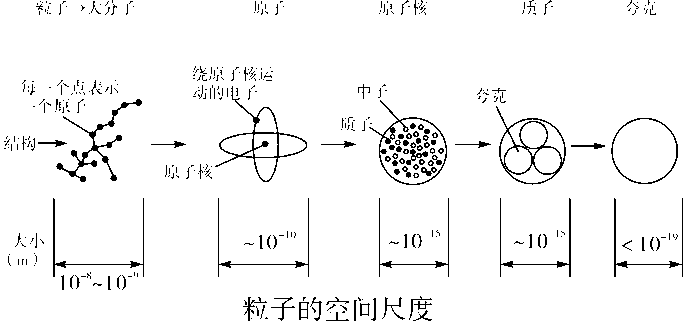 粒子→大分子 原子 原子核 质子 夸克
每一个点表示
一个原子
结构
绕原子核运
动的电子
原子核
中子
质子
夸克
大小
(m)
10⁻⁸~10⁻⁹
~10⁻¹⁰
~10⁻¹⁵
~10⁻¹⁵
<10⁻¹⁹
粒子的空间尺度